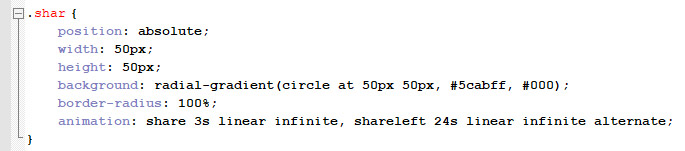 .shar {
position: absolute;
width: 50px;
height: 50px;
background: radial-gradient(circle at 50px 50px, #5cabff, #000);
border-radius: 100%;
animation: share 3s linear infinite, shareleft 24s linear infinite alternate;
}